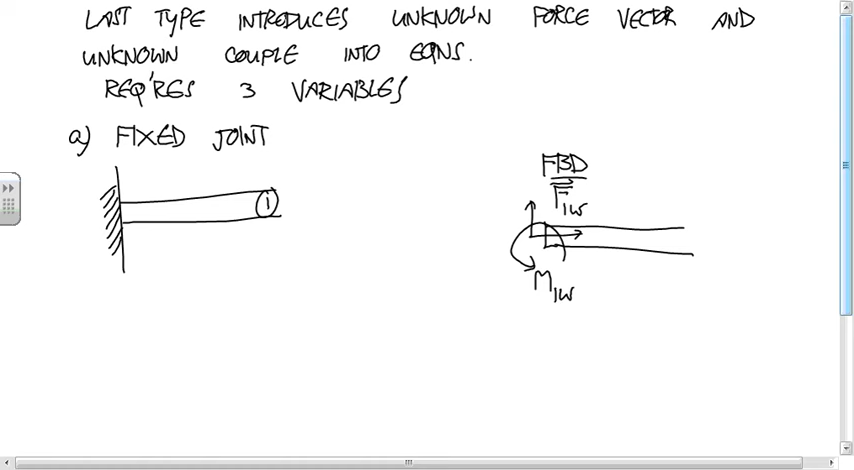 LAST TYPE INTRODUCES UNKNOWN FORCE VECTOR AND
UNKNOWN COUPLE INTO EQNS.
REQ'RES 3 VARIABLES
a) FIXED JOINT
FBD
F1W
1
M1W